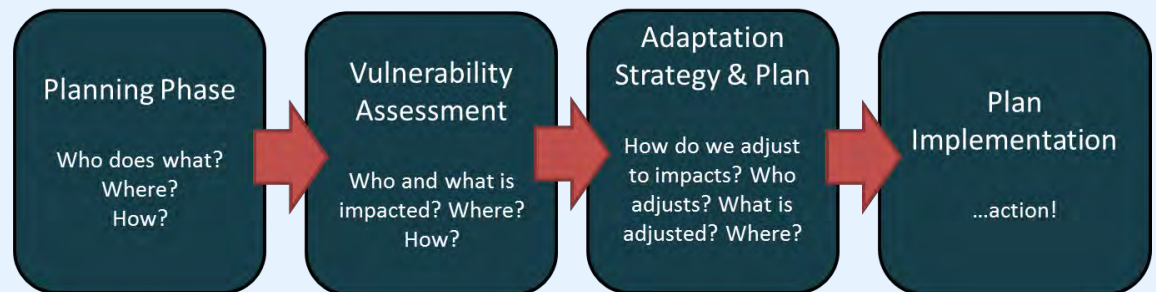 Planning Phase
Who does what?
Where?
How?
Vulnerability
Assessment
Who and what is
impacted? Where?
How?
Adaptation
Strategy & Plan
How do we adjust
to impacts? Who
adjusts? What is
adjusted? Where?
Plan
Implementation
...action!